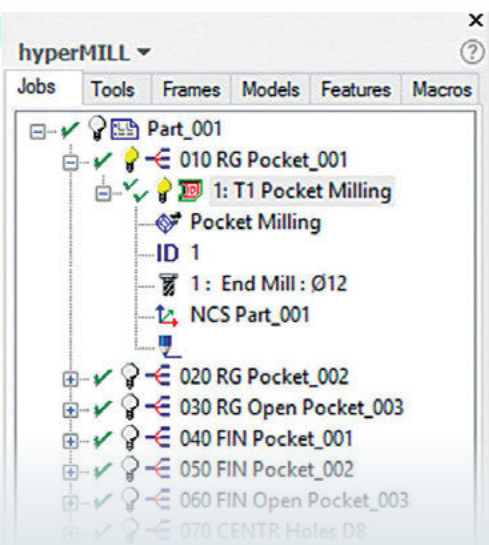 hyperMILL
Jobs Tools Frames Models Features Macros
Part_001
010 RG Pocket_001
1: T1 Pocket Milling
Pocket Milling
ID 1
1 : End Mill : Ø12
NCS Part_001
020 RG Pocket_002
030 RG Open Pocket_003
040 FIN Pocket_001
050 FIN Pocket_002
060 FIN Open Pocket_003
070 CENTR Holes D8